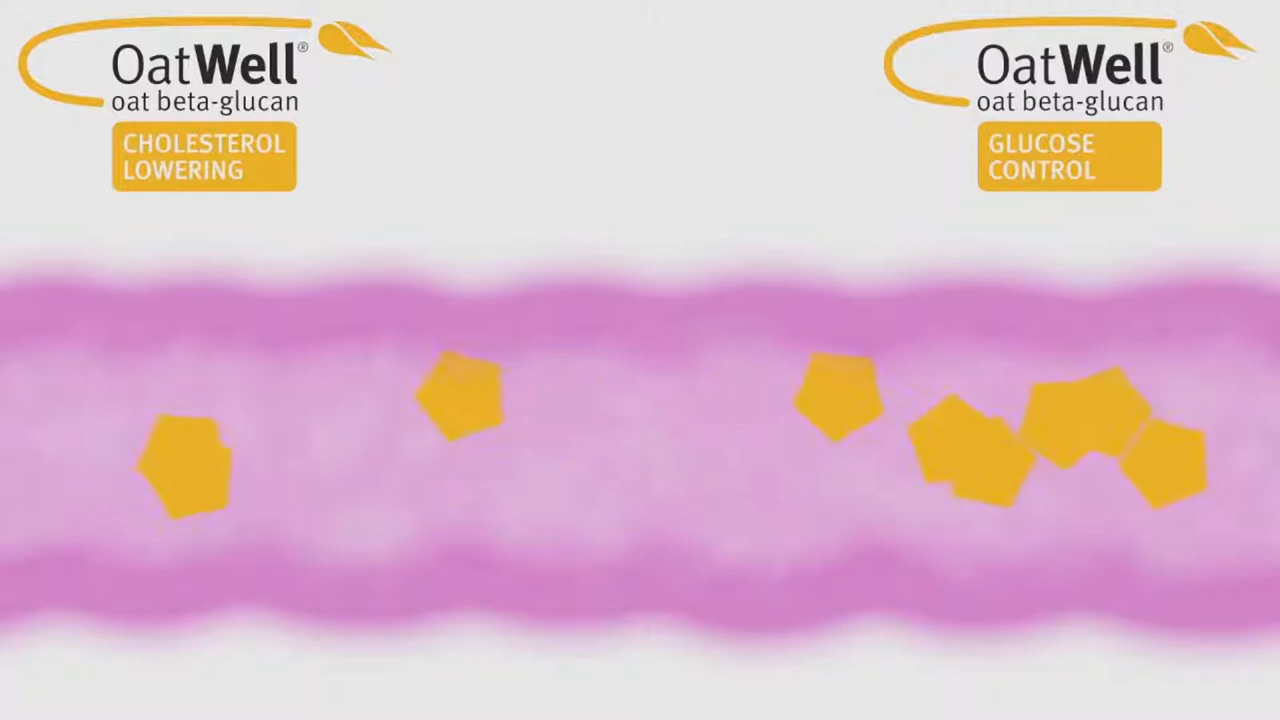 OatWell®
oat beta-glucan
CHOLESTEROL
LOWERING
OatWell®
oat beta-glucan
GLUCOSE
CONTROL